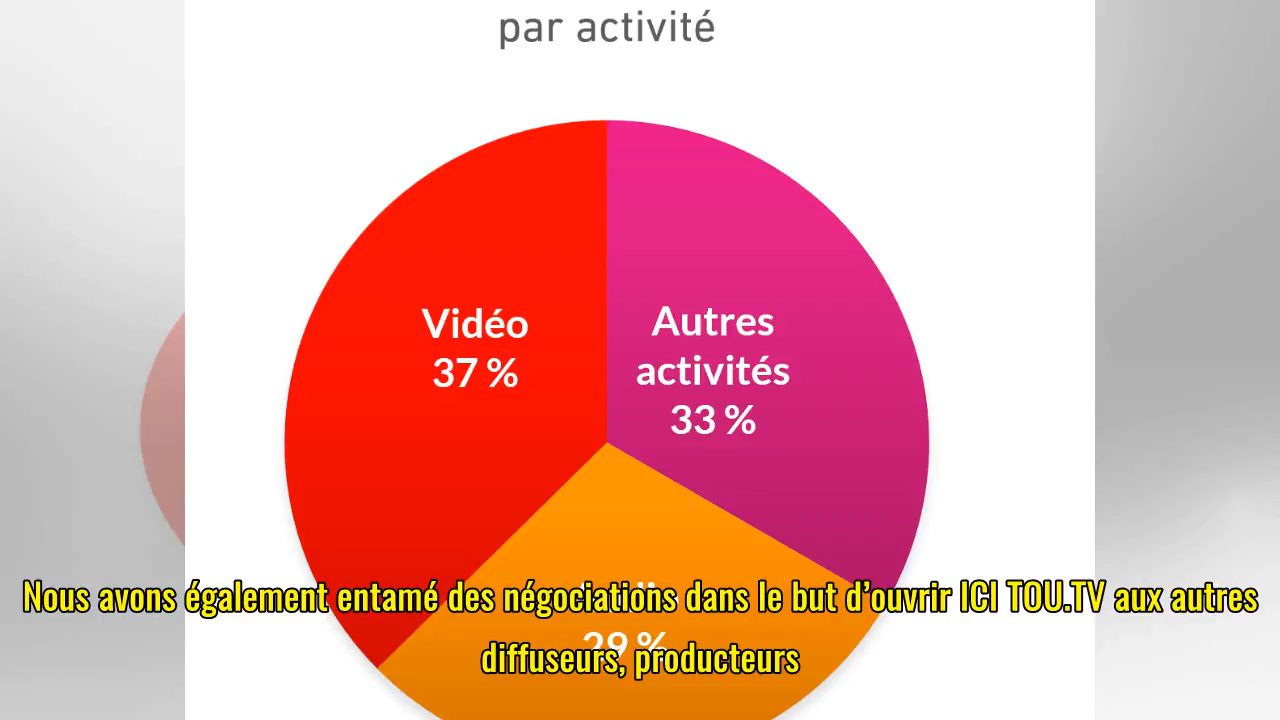 par activité
Vidéo
37 %
Autres
activités
33 %
29 %
Nous avons également entamé des négociations dans le but d’ouvrir ICI TOU.TV aux autres
diffuseurs, producteurs